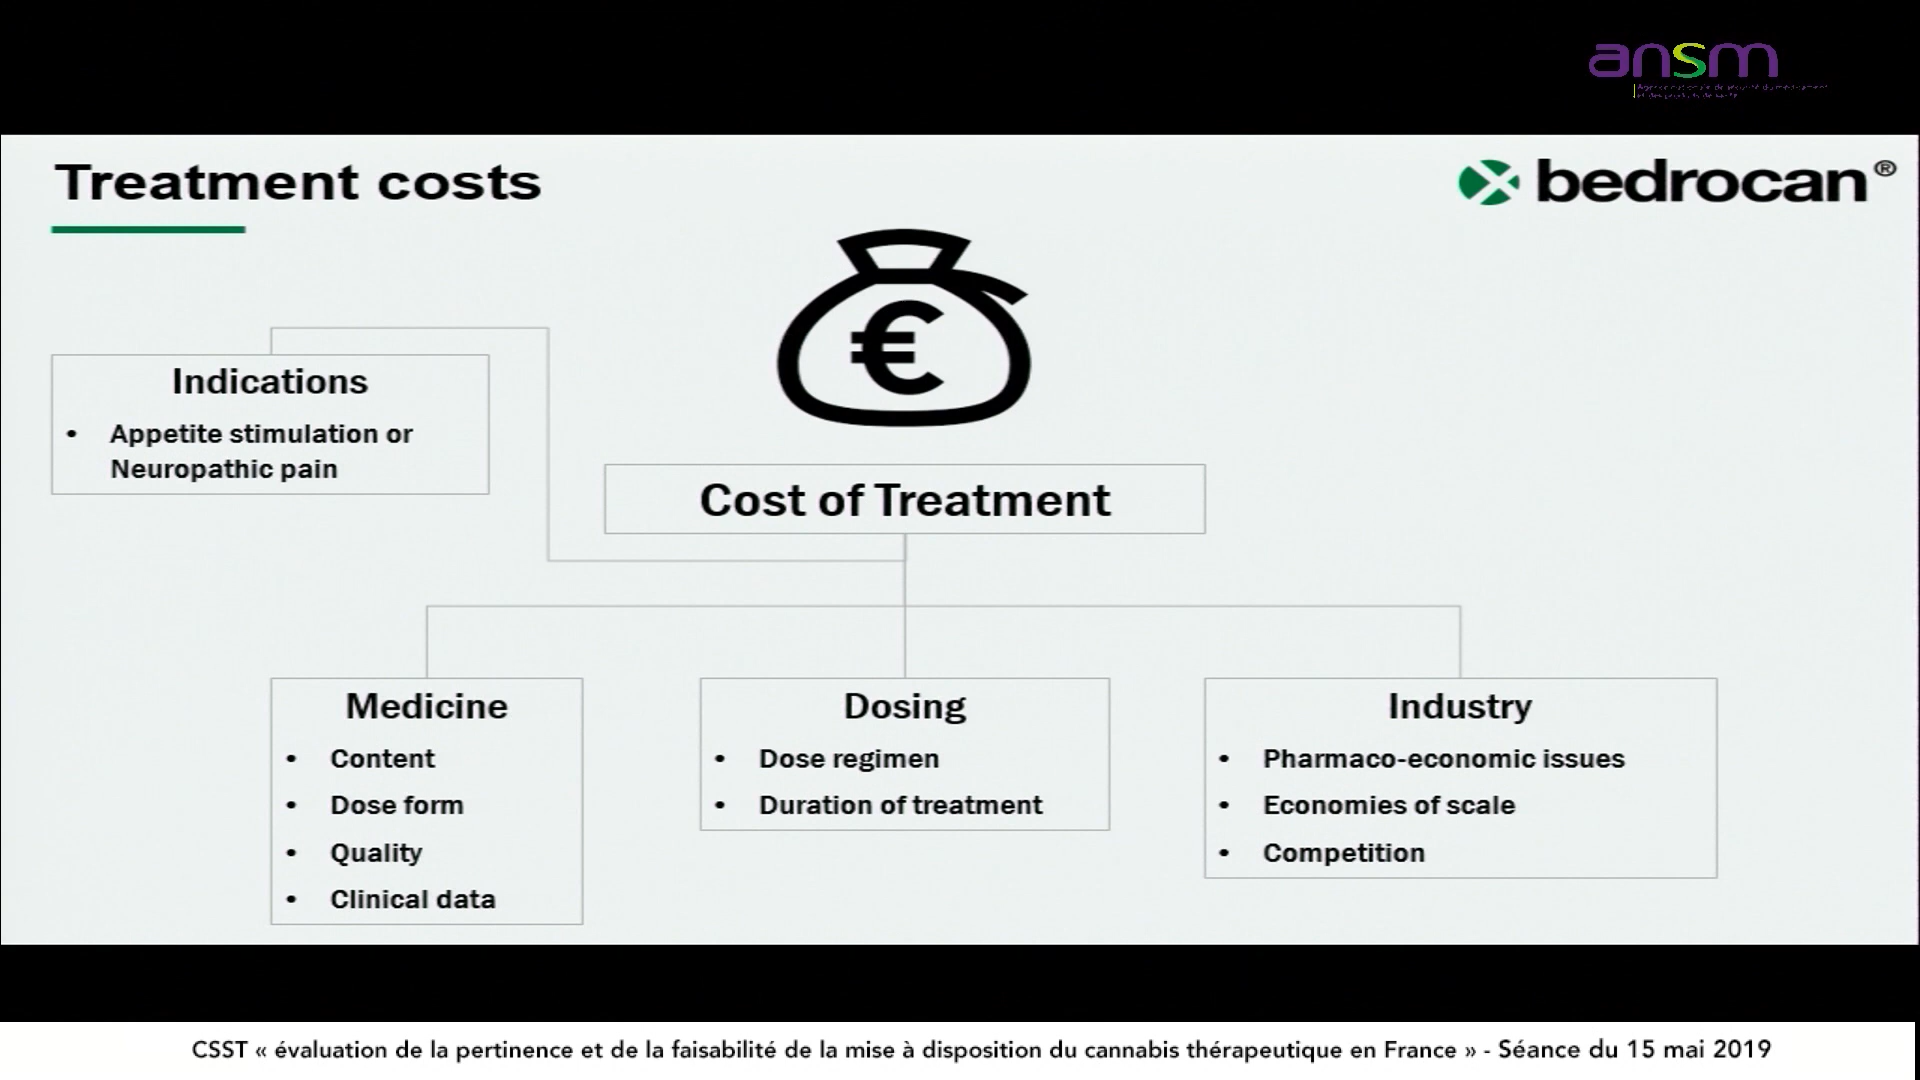 ansm
Treatment costs
bedrocan®
€
Indications
• Appetite stimulation or
Neuropathic pain
Cost of Treatment
Medicine
• Content
• Dose form
• Quality
• Clinical data
Dosing
• Dose regimen
• Duration of treatment
Industry
• Pharmaco-economic issues
• Economies of scale
• Competition
CSST « évaluation de la pertinence et de la faisabilité de la mise à disposition du cannabis thérapeutique en France » - Séance du 15 mai 2019